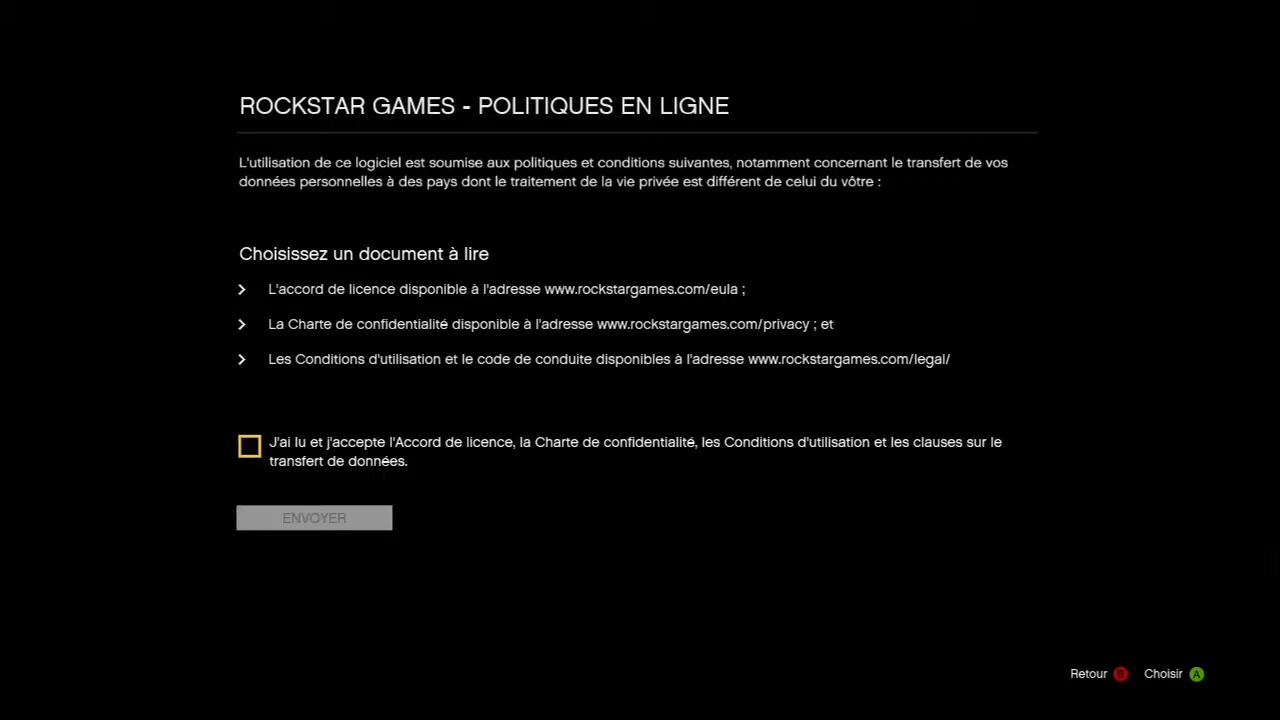 ROCKSTAR GAMES - POLITIQUES EN LIGNE
L'utilisation de ce logiciel est soumise aux politiques et conditions suivantes, notamment concernant le transfert de vos
données personnelles à des pays dont le traitement de la vie privée est différent de celui du vôtre :
Choisissez un document à lire
L'accord de licence disponible à l'adresse www.rockstargames.com/eula ;
La Charte de confidentialité disponible à l'adresse www.rockstargames.com/privacy ; et
Les Conditions d'utilisation et le code de conduite disponibles à l'adresse www.rockstargames.com/legal/
J'ai lu et j'accepte l'Accord de licence, la Charte de confidentialité, les Conditions d'utilisation et les clauses sur le
transfert de données.
ENVOYER
Retour B Choisir A